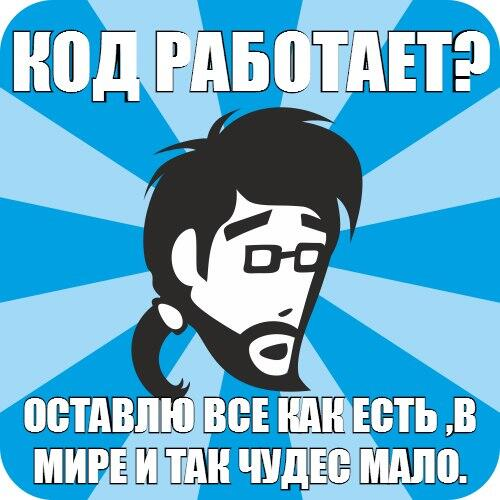 КОД РАБОТАЕТ?
ОСТАВЛЮ ВСЕ КАК ЕСТЬ ,В
МИРЕ И ТАК ЧУДЕС МАЛО.